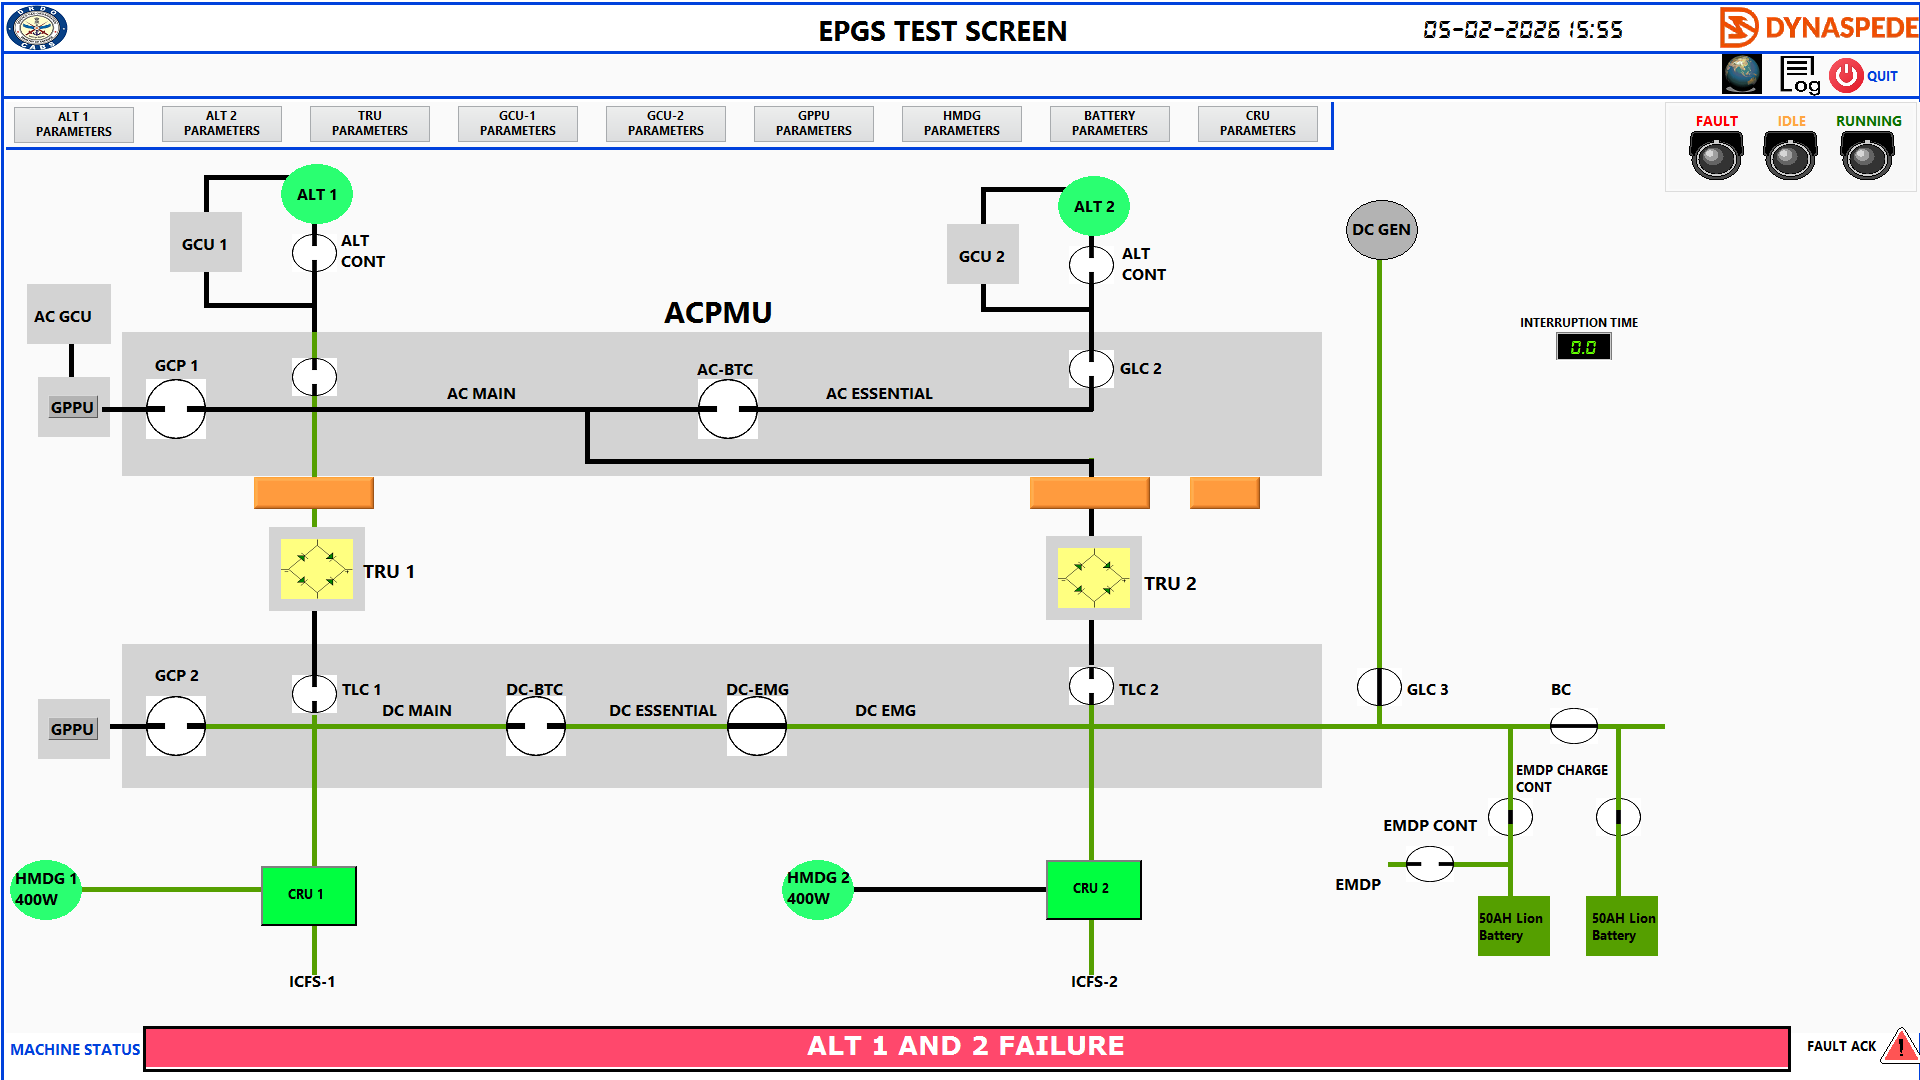 DRDO
CABS
EPGS TEST SCREEN
05-02-2026 15:55
DYNASPEDE
Log
QUIT
ALT 1
PARAMETERS
ALT 2
PARAMETERS
TRU
PARAMETERS
GCU-1
PARAMETERS
GCU-2
PARAMETERS
GPPU
PARAMETERS
HMDG
PARAMETERS
BATTERY
PARAMETERS
CRU
PARAMETERS
FAULT
IDLE
RUNNING
ALT 1
GCU 1
ALT
CONT
ALT 2
GCU 2
ALT
CONT
DC GEN
AC GCU
ACPMU
INTERRUPTION TIME
0.0
GCP 1
AC-BTC
GLC 2
GPPU
AC MAIN
AC ESSENTIAL
TRU 1
TRU 2
GCP 2
TLC 1
DC-BTC
DC-EMG
TLC 2
GLC 3
BC
GPPU
DC MAIN
DC ESSENTIAL
DC EMG
EMDP CHARGE
CONT
EMDP CONT
EMDP
HMDG 1
400W
CRU 1
HMDG 2
400W
CRU 2
50AH Lion
Battery
50AH Lion
Battery
ICFS-1
ICFS-2
MACHINE STATUS
ALT 1 AND 2 FAILURE
FAULT ACK